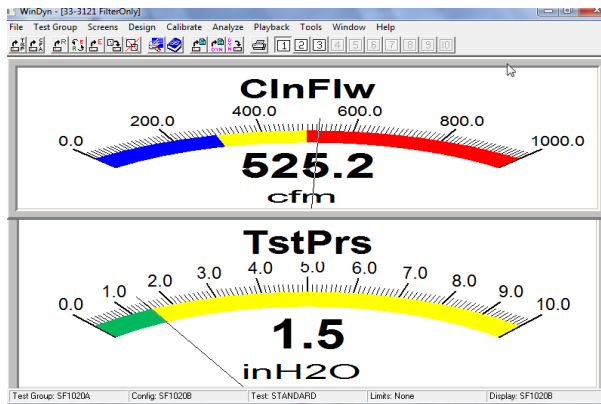 WinDyn - [33-3121 FilterOnly]
File Test Group Screens Design Calibrate Analyze Playback Tools Window Help
1 2 3 4 5 6 7 8 9 10
ClnFlw
0.0 200.0 400.0 600.0 800.0 1000.0
525.2
cfm
TstPrs
0.0 1.0 2.0 3.0 4.0 5.0 6.0 7.0 8.0 9.0 10.0
1.5
inH2O
Test Group: SF1020A Config: SF1020B Test: STANDARD Limits: None Display: SF1020B